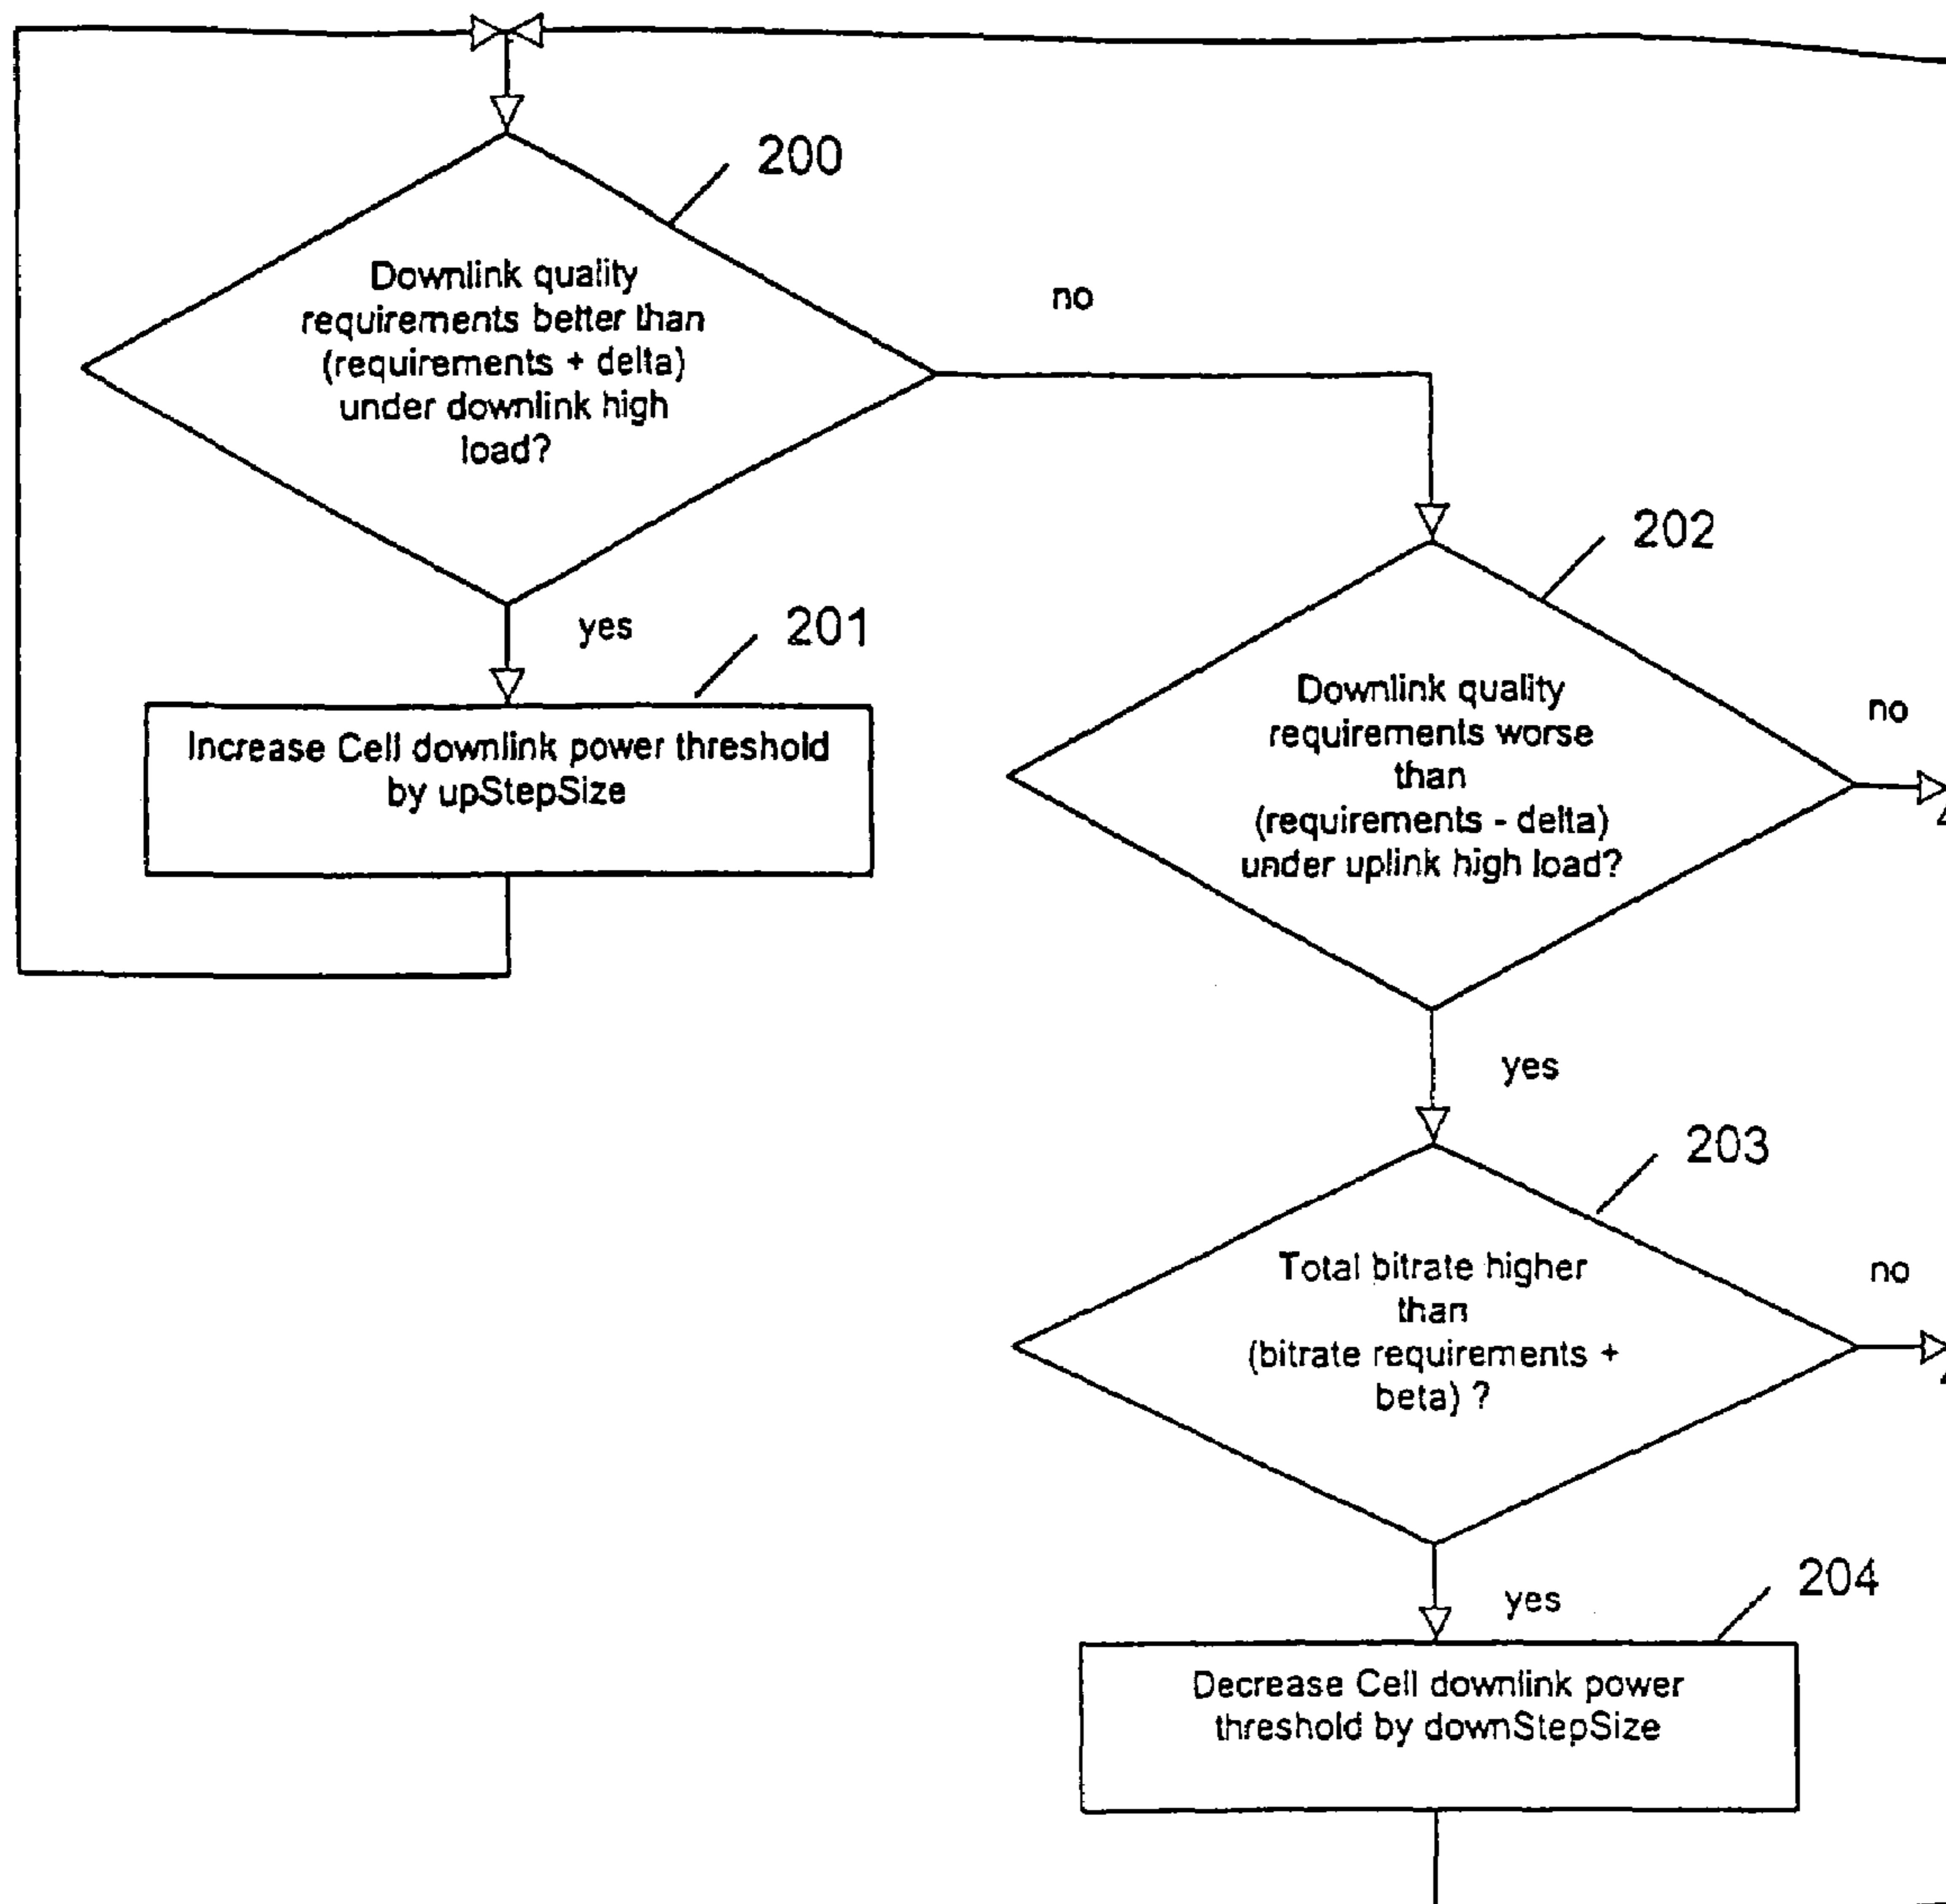 200
Downlink quality
requirements better than
(requirements + delta)
under downlink high
load?
no
yes
201
Increase Cell downlink power threshold
by upStepSize
202
Downlink quality
requirements worse
than
(requirements - delta)
under uplink high load?
no
yes
203
Total bitrate higher
than
(bitrate requirements +
beta) ?
no
yes
204
Decrease Cell downlink power
threshold by downStepSize